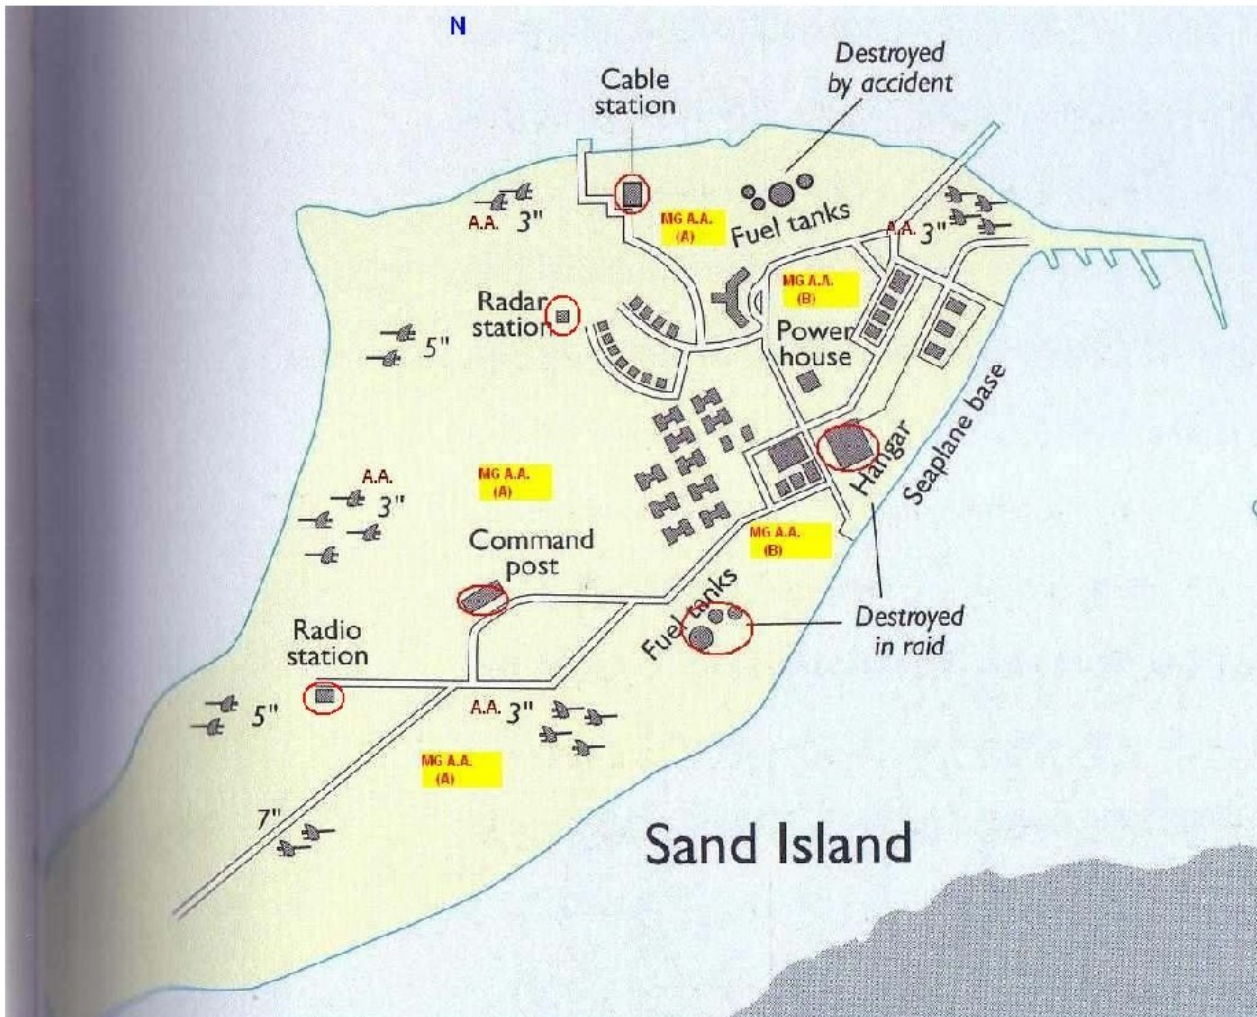 N
Destroyed
by accident
Cable
station
A.A. 3"
MG A.A.
(A)
Fuel tanks
A.A. 3"
MG A.A.
(B)
Radar
station
Power
house
5"
Hangar
Seaplane base
A.A.
3"
MG A.A.
(A)
MG A.A.
(B)
Command
post
Fuel tanks
Destroyed
in raid
Radio
station
5"
A.A. 3"
MG A.A.
(A)
7"
Sand Island